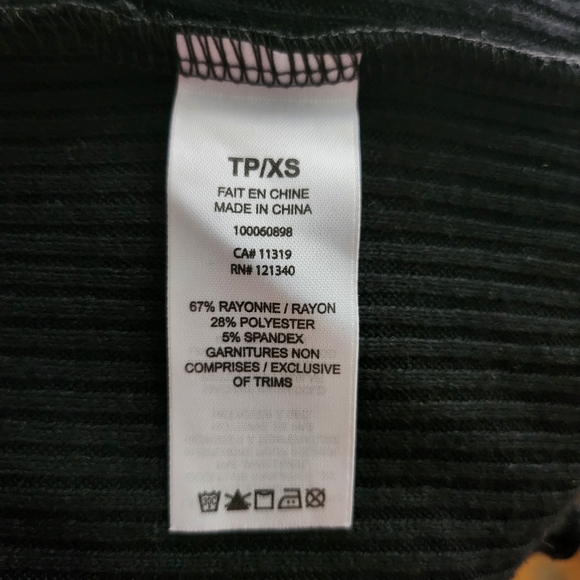 TP/XS
FAIT EN CHINE
MADE IN CHINA
100060898
CA# 11319
RN# 121340
67% RAYONNE / RAYON
28% POLYESTER
5% SPANDEX
GARNITURES NON
COMPRISES / EXCLUSIVE
OF TRIMS